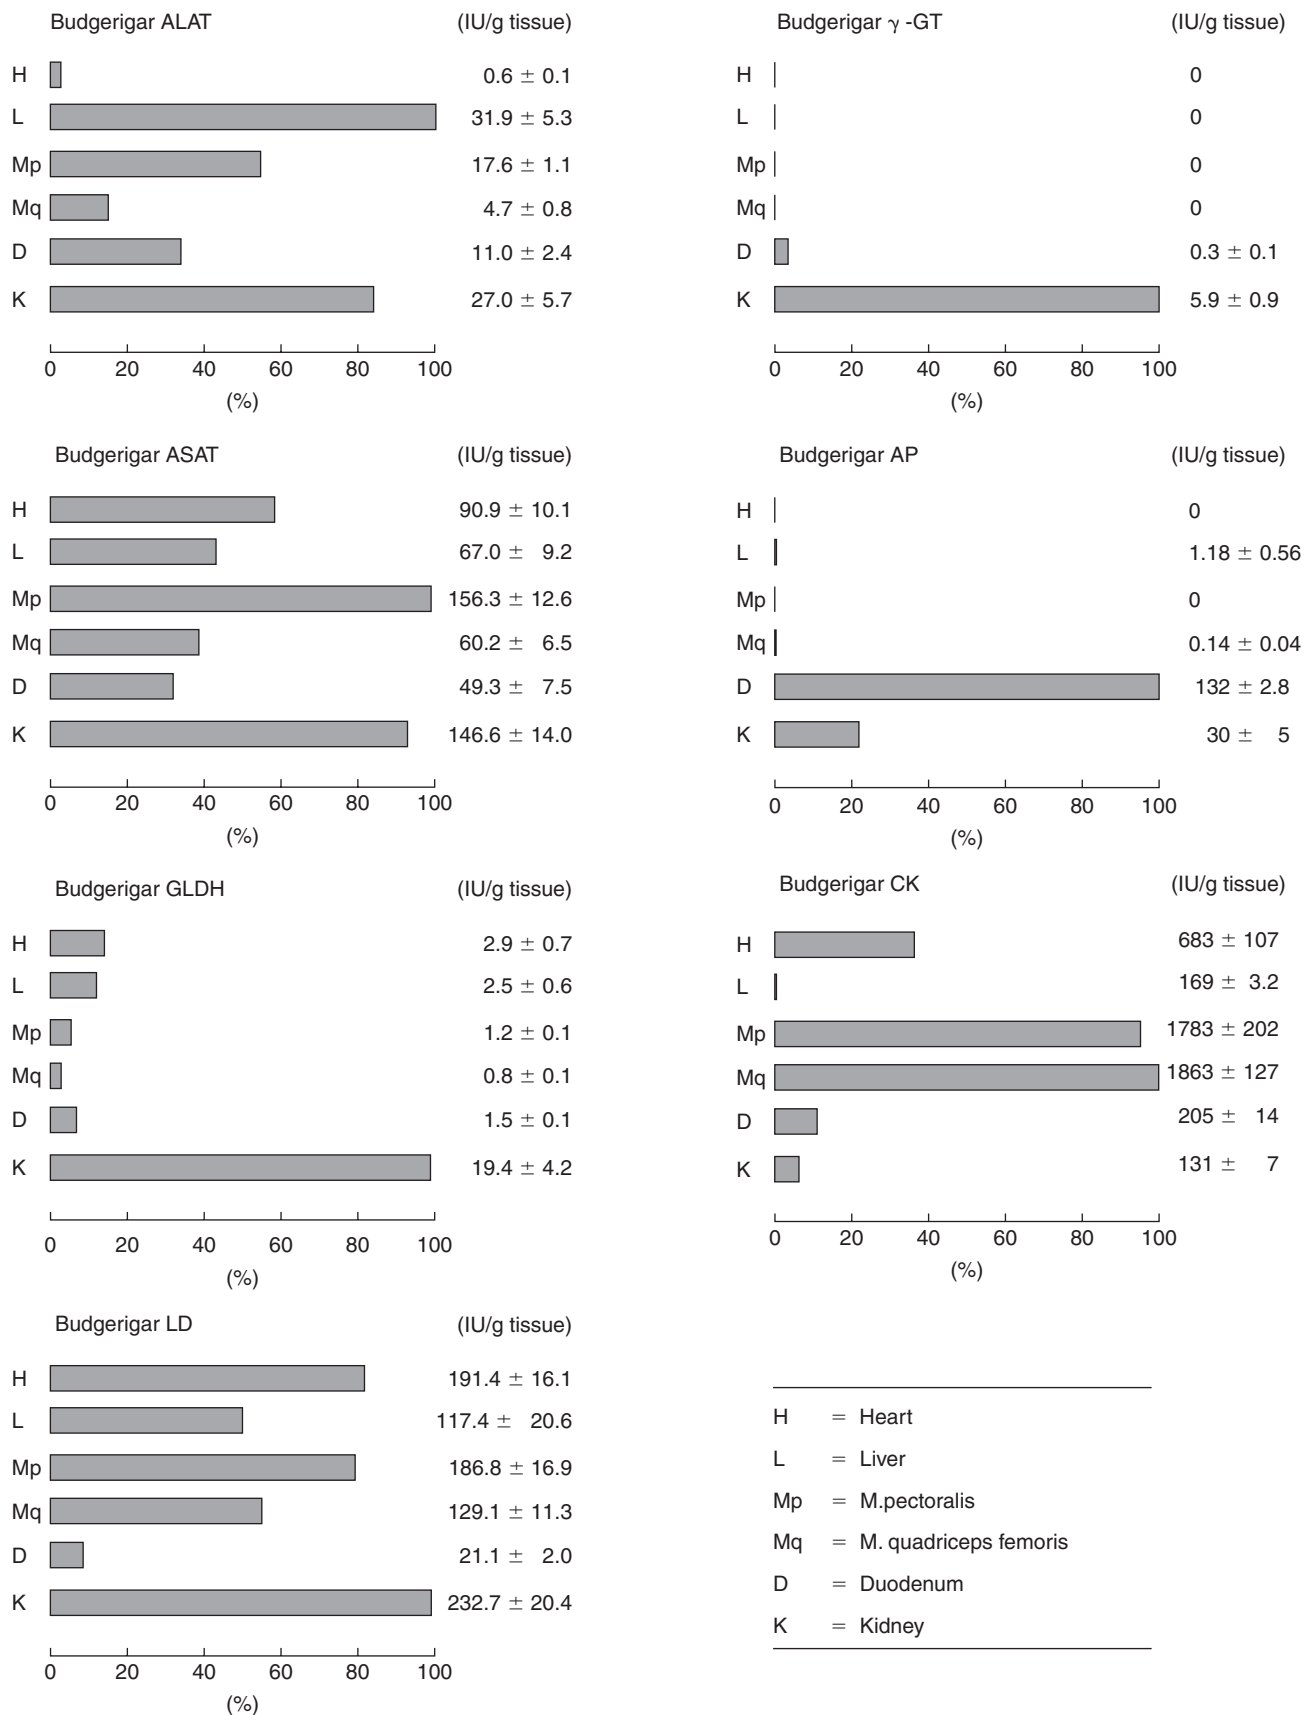 Budgerigar ALAT (IU/g tissue)
H 0.6 ± 0.1
L 31.9 ± 5.3
Mp 17.6 ± 1.1
Mq 4.7 ± 0.8
D 11.0 ± 2.4
K 27.0 ± 5.7
0 20 40 60 80 100
(%)
Budgerigar γ -GT (IU/g tissue)
H 0
L 0
Mp 0
Mq 0
D 0.3 ± 0.1
K 5.9 ± 0.9
0 20 40 60 80 100
(%)
Budgerigar ASAT (IU/g tissue)
H 90.9 ± 10.1
L 67.0 ± 9.2
Mp 156.3 ± 12.6
Mq 60.2 ± 6.5
D 49.3 ± 7.5
K 146.6 ± 14.0
0 20 40 60 80 100
(%)
Budgerigar AP (IU/g tissue)
H 0
L 1.18 ± 0.56
Mp 0
Mq 0.14 ± 0.04
D 132 ± 2.8
K 30 ± 5
0 20 40 60 80 100
(%)
Budgerigar GLDH (IU/g tissue)
H 2.9 ± 0.7
L 2.5 ± 0.6
Mp 1.2 ± 0.1
Mq 0.8 ± 0.1
D 1.5 ± 0.1
K 19.4 ± 4.2
0 20 40 60 80 100
(%)
Budgerigar CK (IU/g tissue)
H 683 ± 107
L 169 ± 3.2
Mp 1783 ± 202
Mq 1863 ± 127
D 205 ± 14
K 131 ± 7
0 20 40 60 80 100
(%)
Budgerigar LD (IU/g tissue)
H 191.4 ± 16.1
L 117.4 ± 20.6
Mp 186.8 ± 16.9
Mq 129.1 ± 11.3
D 21.1 ± 2.0
K 232.7 ± 20.4
0 20 40 60 80 100
(%)
H = Heart
L = Liver
Mp = M.pectoralis
Mq = M. quadriceps femoris
D = Duodenum
K = Kidney